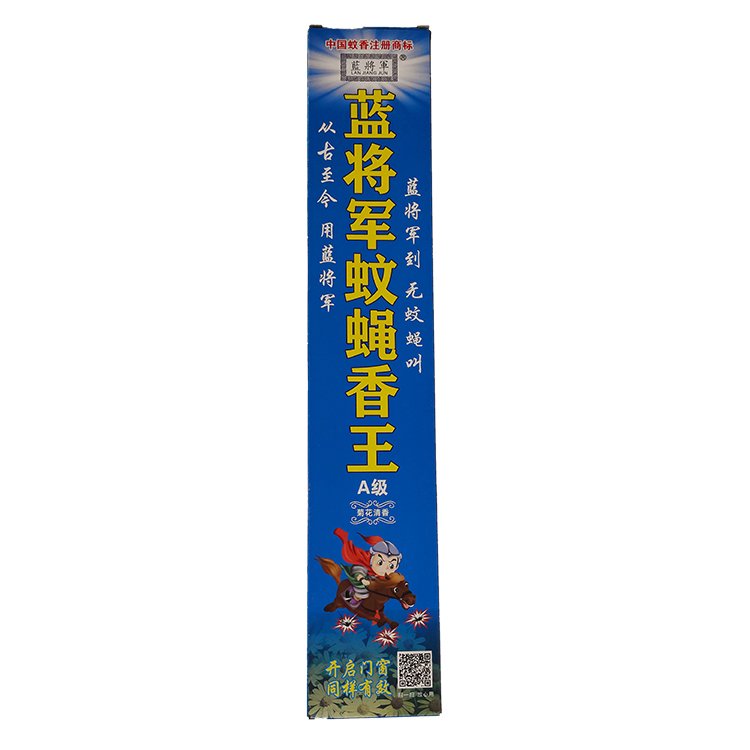 中国蚊香注册商标
藍將軍
LAN JIANG JUN
®
蓝将军蚊蝇香王
从古至今 用蓝将军
蓝将军到 无蚊蝇叫
A级
菊花清香
开启门窗
同样有效